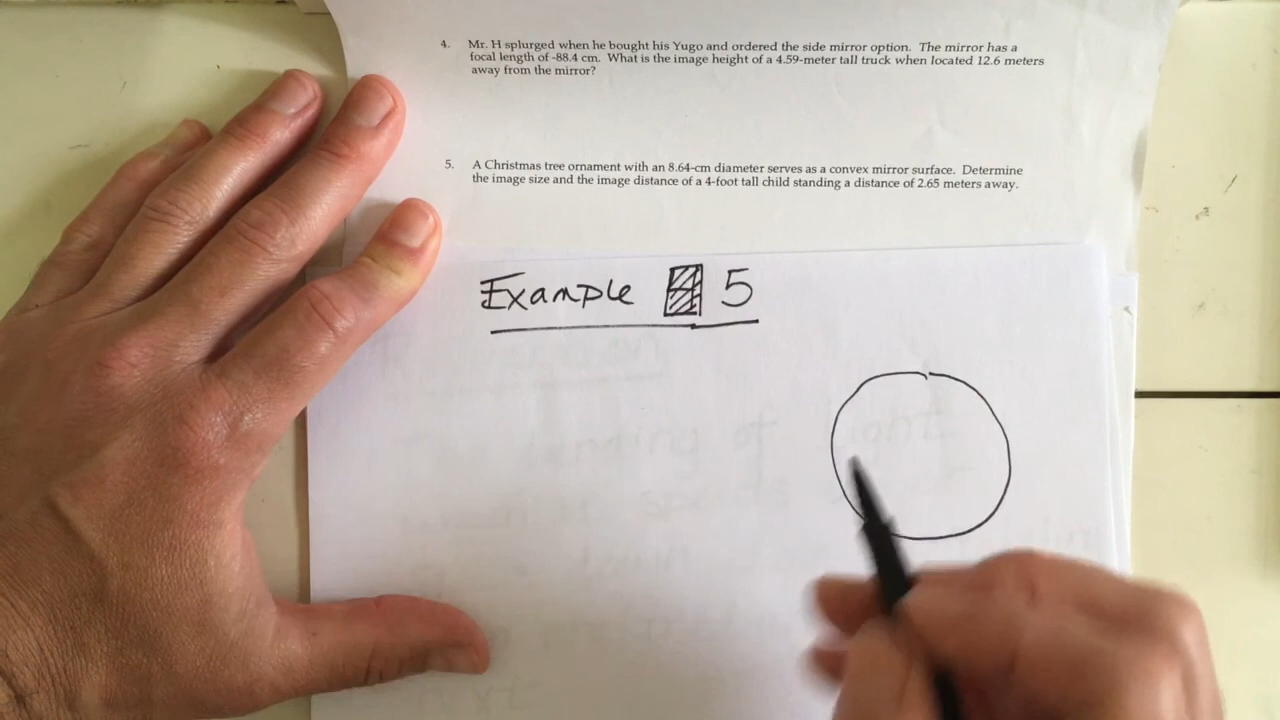 4. Mr. H splurged when he bought his Yugo and ordered the side mirror option. The mirror has a
focal length of -88.4 cm. What is the image height of a 4.59-meter tall truck when located 12.6 meters
away from the mirror?
5. A Christmas tree ornament with an 8.64-cm diameter serves as a convex mirror surface. Determine
the image size and the image distance of a 4-foot tall child standing a distance of 2.65 meters away.
Example 5